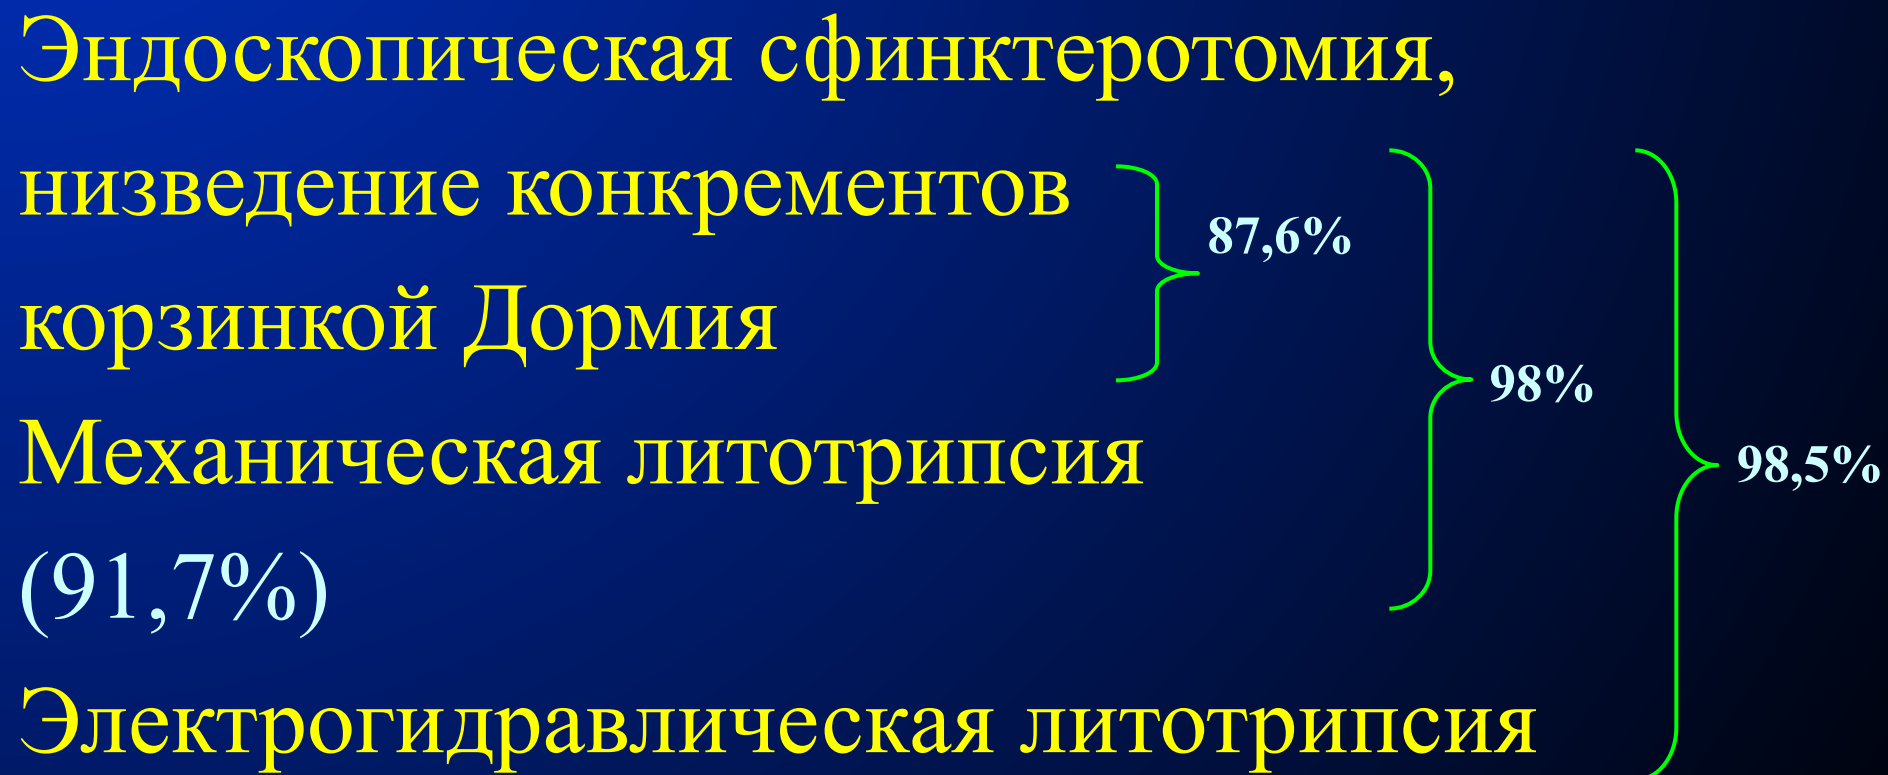 Эндоскопическая сфинктеротомия,
низведение конкрементов
87,6%
корзинкой Дормия
98%
Механическая литотрипсия
98,5%
(91,7%)
Электрогидравлическая литотрипсия